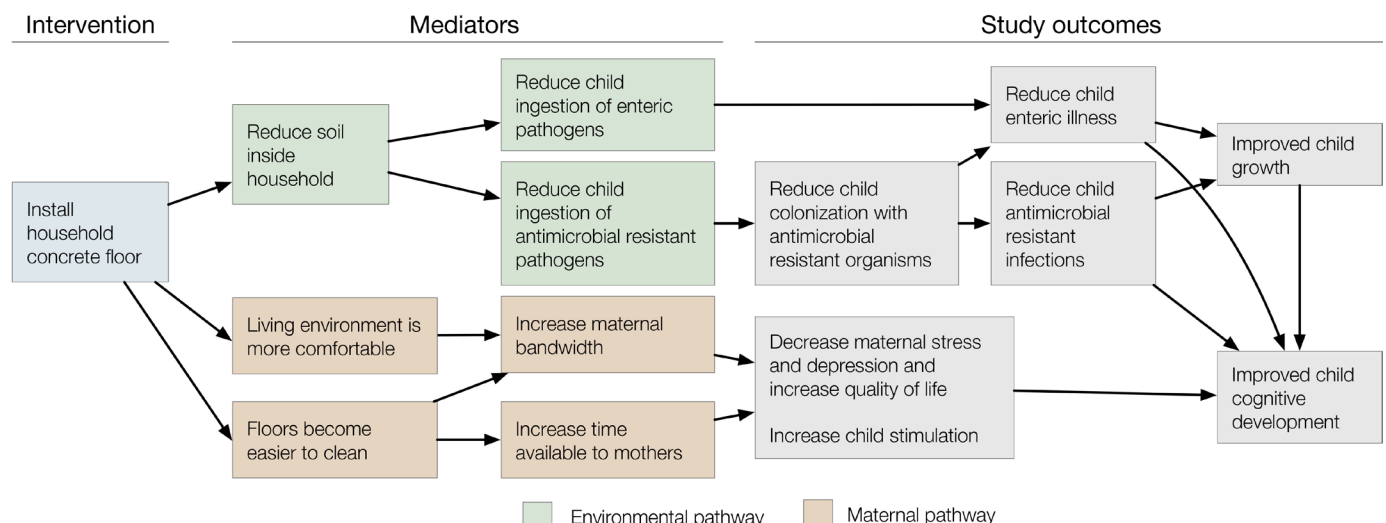 Intervention
Mediators
Study outcomes
Install
household
concrete floor
Reduce soil
inside
household
Living environment is
more comfortable
Floors become
easier to clean
Reduce child
ingestion of enteric
pathogens
Reduce child
ingestion of
antimicrobial resistant
pathogens
Increase maternal
bandwidth
Increase time
available to mothers
Reduce child
colonization with
antimicrobial
resistant organisms
Decrease maternal stress
and depression and
increase quality of life
Increase child stimulation
Reduce child
enteric illness
Reduce child
antimicrobial
resistant
infections
Improved child
growth
Improved child
cognitive
development
Environmental pathway
Maternal pathway